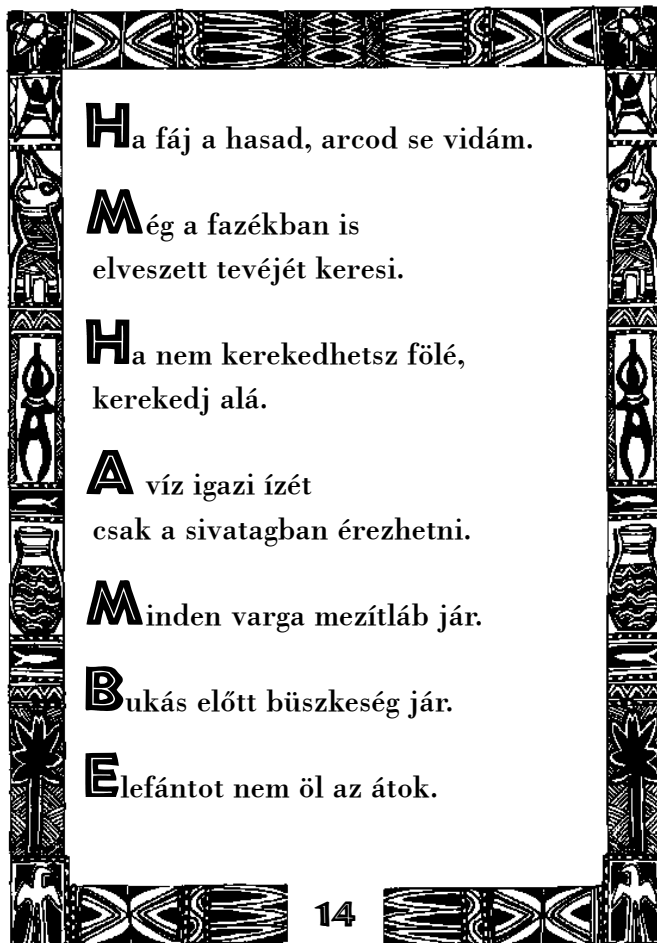 Ha fáj a hasad, arcod se vidám.
Még a fazékban is
elveszett tevéjét keresi.
Ha nem kerekedhetsz fölé,
kerekedj alá.
A víz igazi ízét
csak a sivatagban érezhetni.
Minden varga mezítláb jár.
Bukás előtt büszkeség jár.
Elefántot nem öl az átok.
14